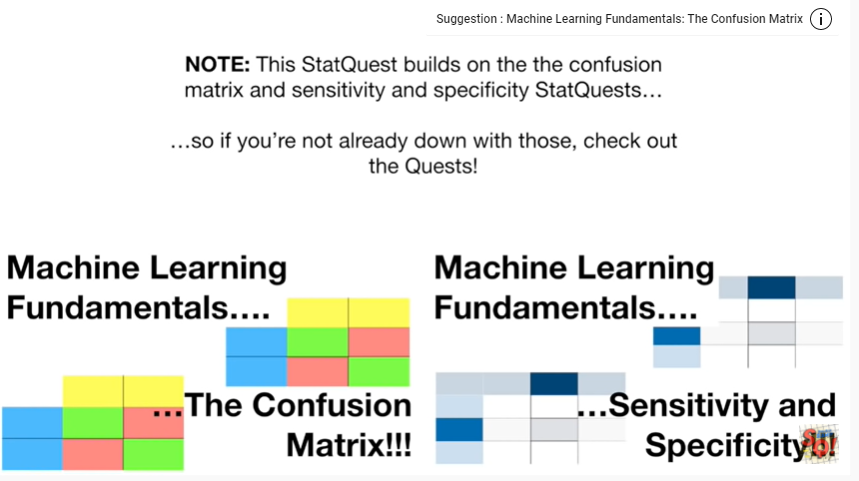 Suggestion : Machine Learning Fundamentals: The Confusion Matrix
NOTE: This StatQuest builds on the the confusion
matrix and sensitivity and specificity StatQuests…
…so if you're not already down with those, check out
the Quests!
Machine Learning
Fundamentals….
…The Confusion
Matrix!!!
Machine Learning
Fundamentals….
…Sensitivity and
Specificity!!!